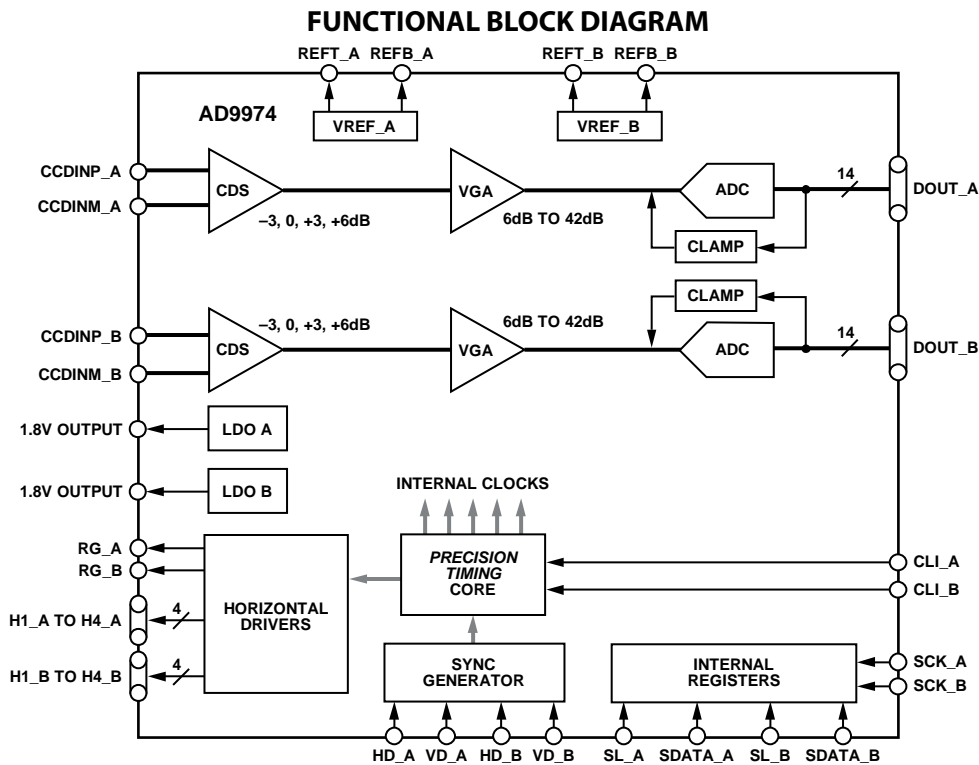 FUNCTIONAL BLOCK DIAGRAM
REFT_A REFB_A REFT_B REFB_B
AD9974
VREF_A VREF_B
CCDINP_A
CCDINM_A
CDS
–3, 0, +3, +6dB
VGA
6dB TO 42dB
ADC
14
DOUT_A
CLAMP
CLAMP
CCDINP_B
CCDINM_B
CDS
–3, 0, +3, +6dB
VGA
6dB TO 42dB
ADC
14
DOUT_B
1.8V OUTPUT
LDO A
1.8V OUTPUT
LDO B
INTERNAL CLOCKS
RG_A
RG_B
H1_A TO H4_A
4
H1_B TO H4_B
4
HORIZONTAL
DRIVERS
PRECISION
TIMING
CORE
CLI_A
CLI_B
SYNC
GENERATOR
INTERNAL
REGISTERS
SCK_A
SCK_B
HD_A VD_A HD_B VD_B SL_A SDATA_A SL_B SDATA_B